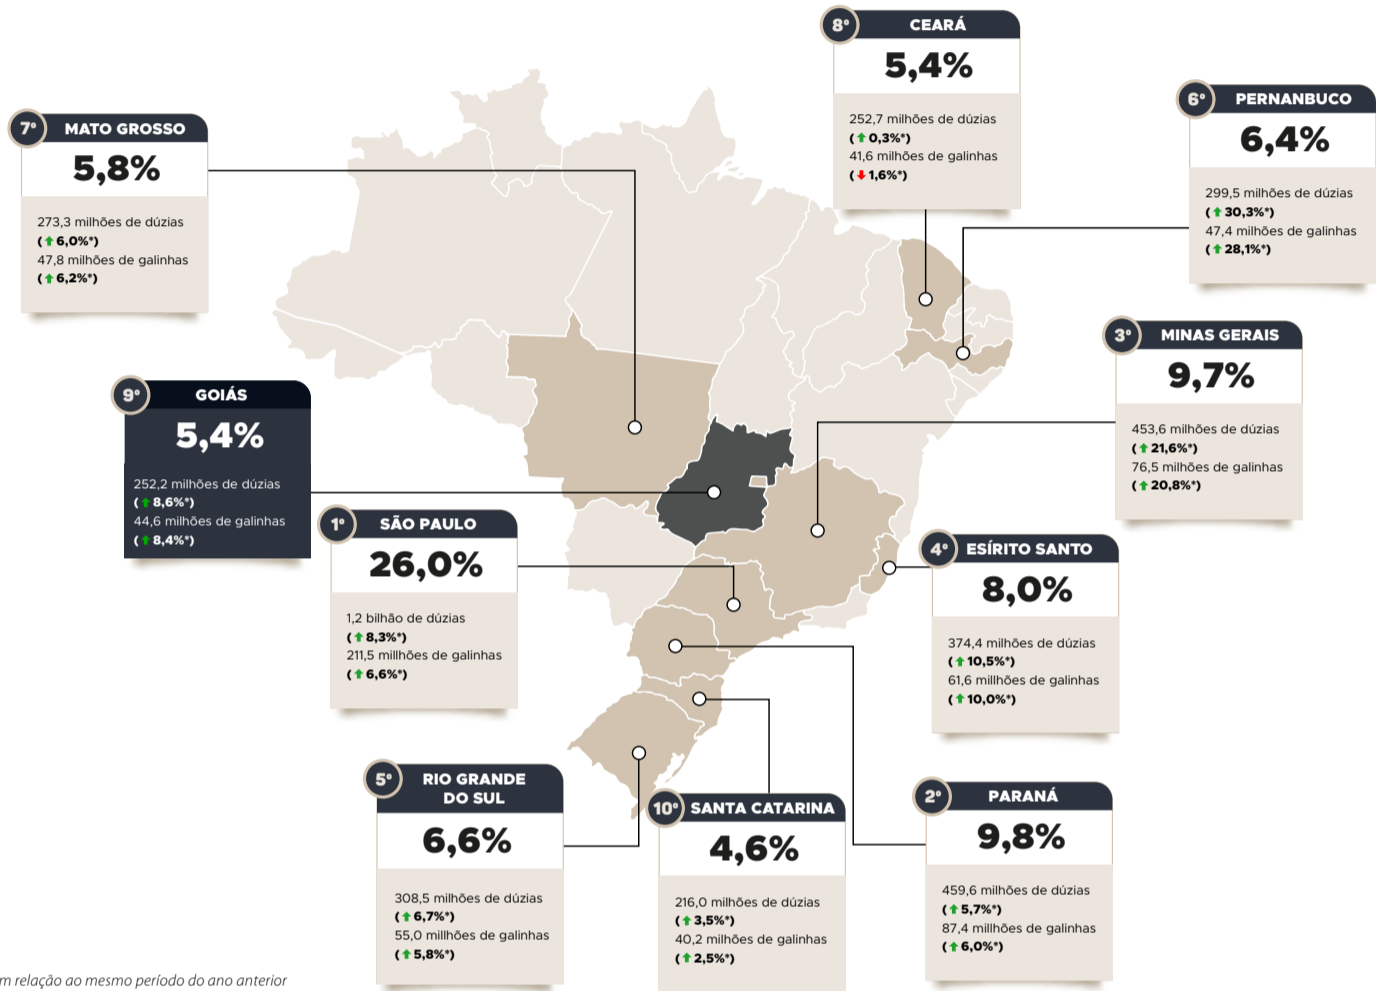 8º
CEARÁ
5,4%
252,7 milhões de dúzias
(↑0,3%*)
41,6 milhões de galinhas
(↓1,6%*)
6º
PERNANBUCO
6,4%
299,5 milhões de dúzias
(↑30,3%*)
47,4 milhões de galinhas
(↑28,1%*)
7º
MATO GROSSO
5,8%
273,3 milhões de dúzias
(↑6,0%*)
47,8 milhões de galinhas
(↑6,2%*)
3º
MINAS GERAIS
9,7%
453,6 milhões de dúzias
(↑21,6%*)
76,5 milhões de galinhas
(↑20,8%*)
9º
GOIÁS
5,4%
252,2 milhões de dúzias
(↑8,6%*)
44,6 milhões de galinhas
(↑8,4%*)
1º
SÃO PAULO
26,0%
1,2 bilhão de dúzias
(↑8,3%*)
211,5 millhões de galinhas
(↑6,6%*)
4º
ESÍRITO SANTO
8,0%
374,4 milhões de dúzias
(↑10,5%*)
61,6 millhões de galinhas
(↑10,0%*)
5º
RIO GRANDE
DO SUL
6,6%
308,5 milhões de dúzias
(↑6,7%*)
55,0 millhões de galinhas
(↑5,8%*)
10º
SANTA CATARINA
4,6%
216,0 milhões de dúzias
(↑3,5%*)
40,2 milhões de galinhas
(↑2,5%*)
2º
PARANÁ
9,8%
459,6 milhões de dúzias
(↑5,7%*)
87,4 millhões de galinhas
(↑6,0%*)
m relação ao mesmo período do ano anterior